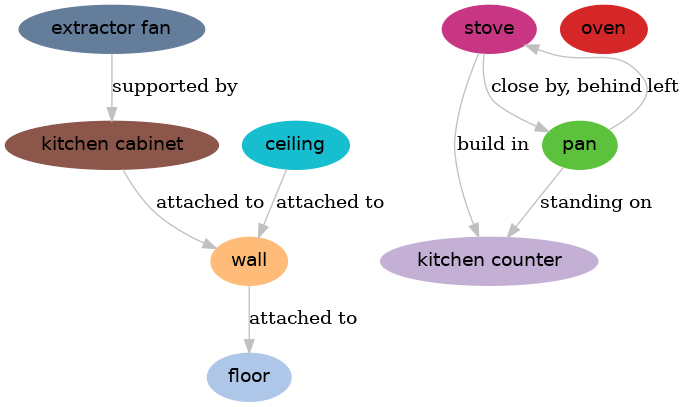 extractor fan
stove
oven
supported by
close by, behind
left
kitchen cabinet
ceiling
build in
pan
attached to
attached to
standing on
wall
kitchen counter
attached to
floor